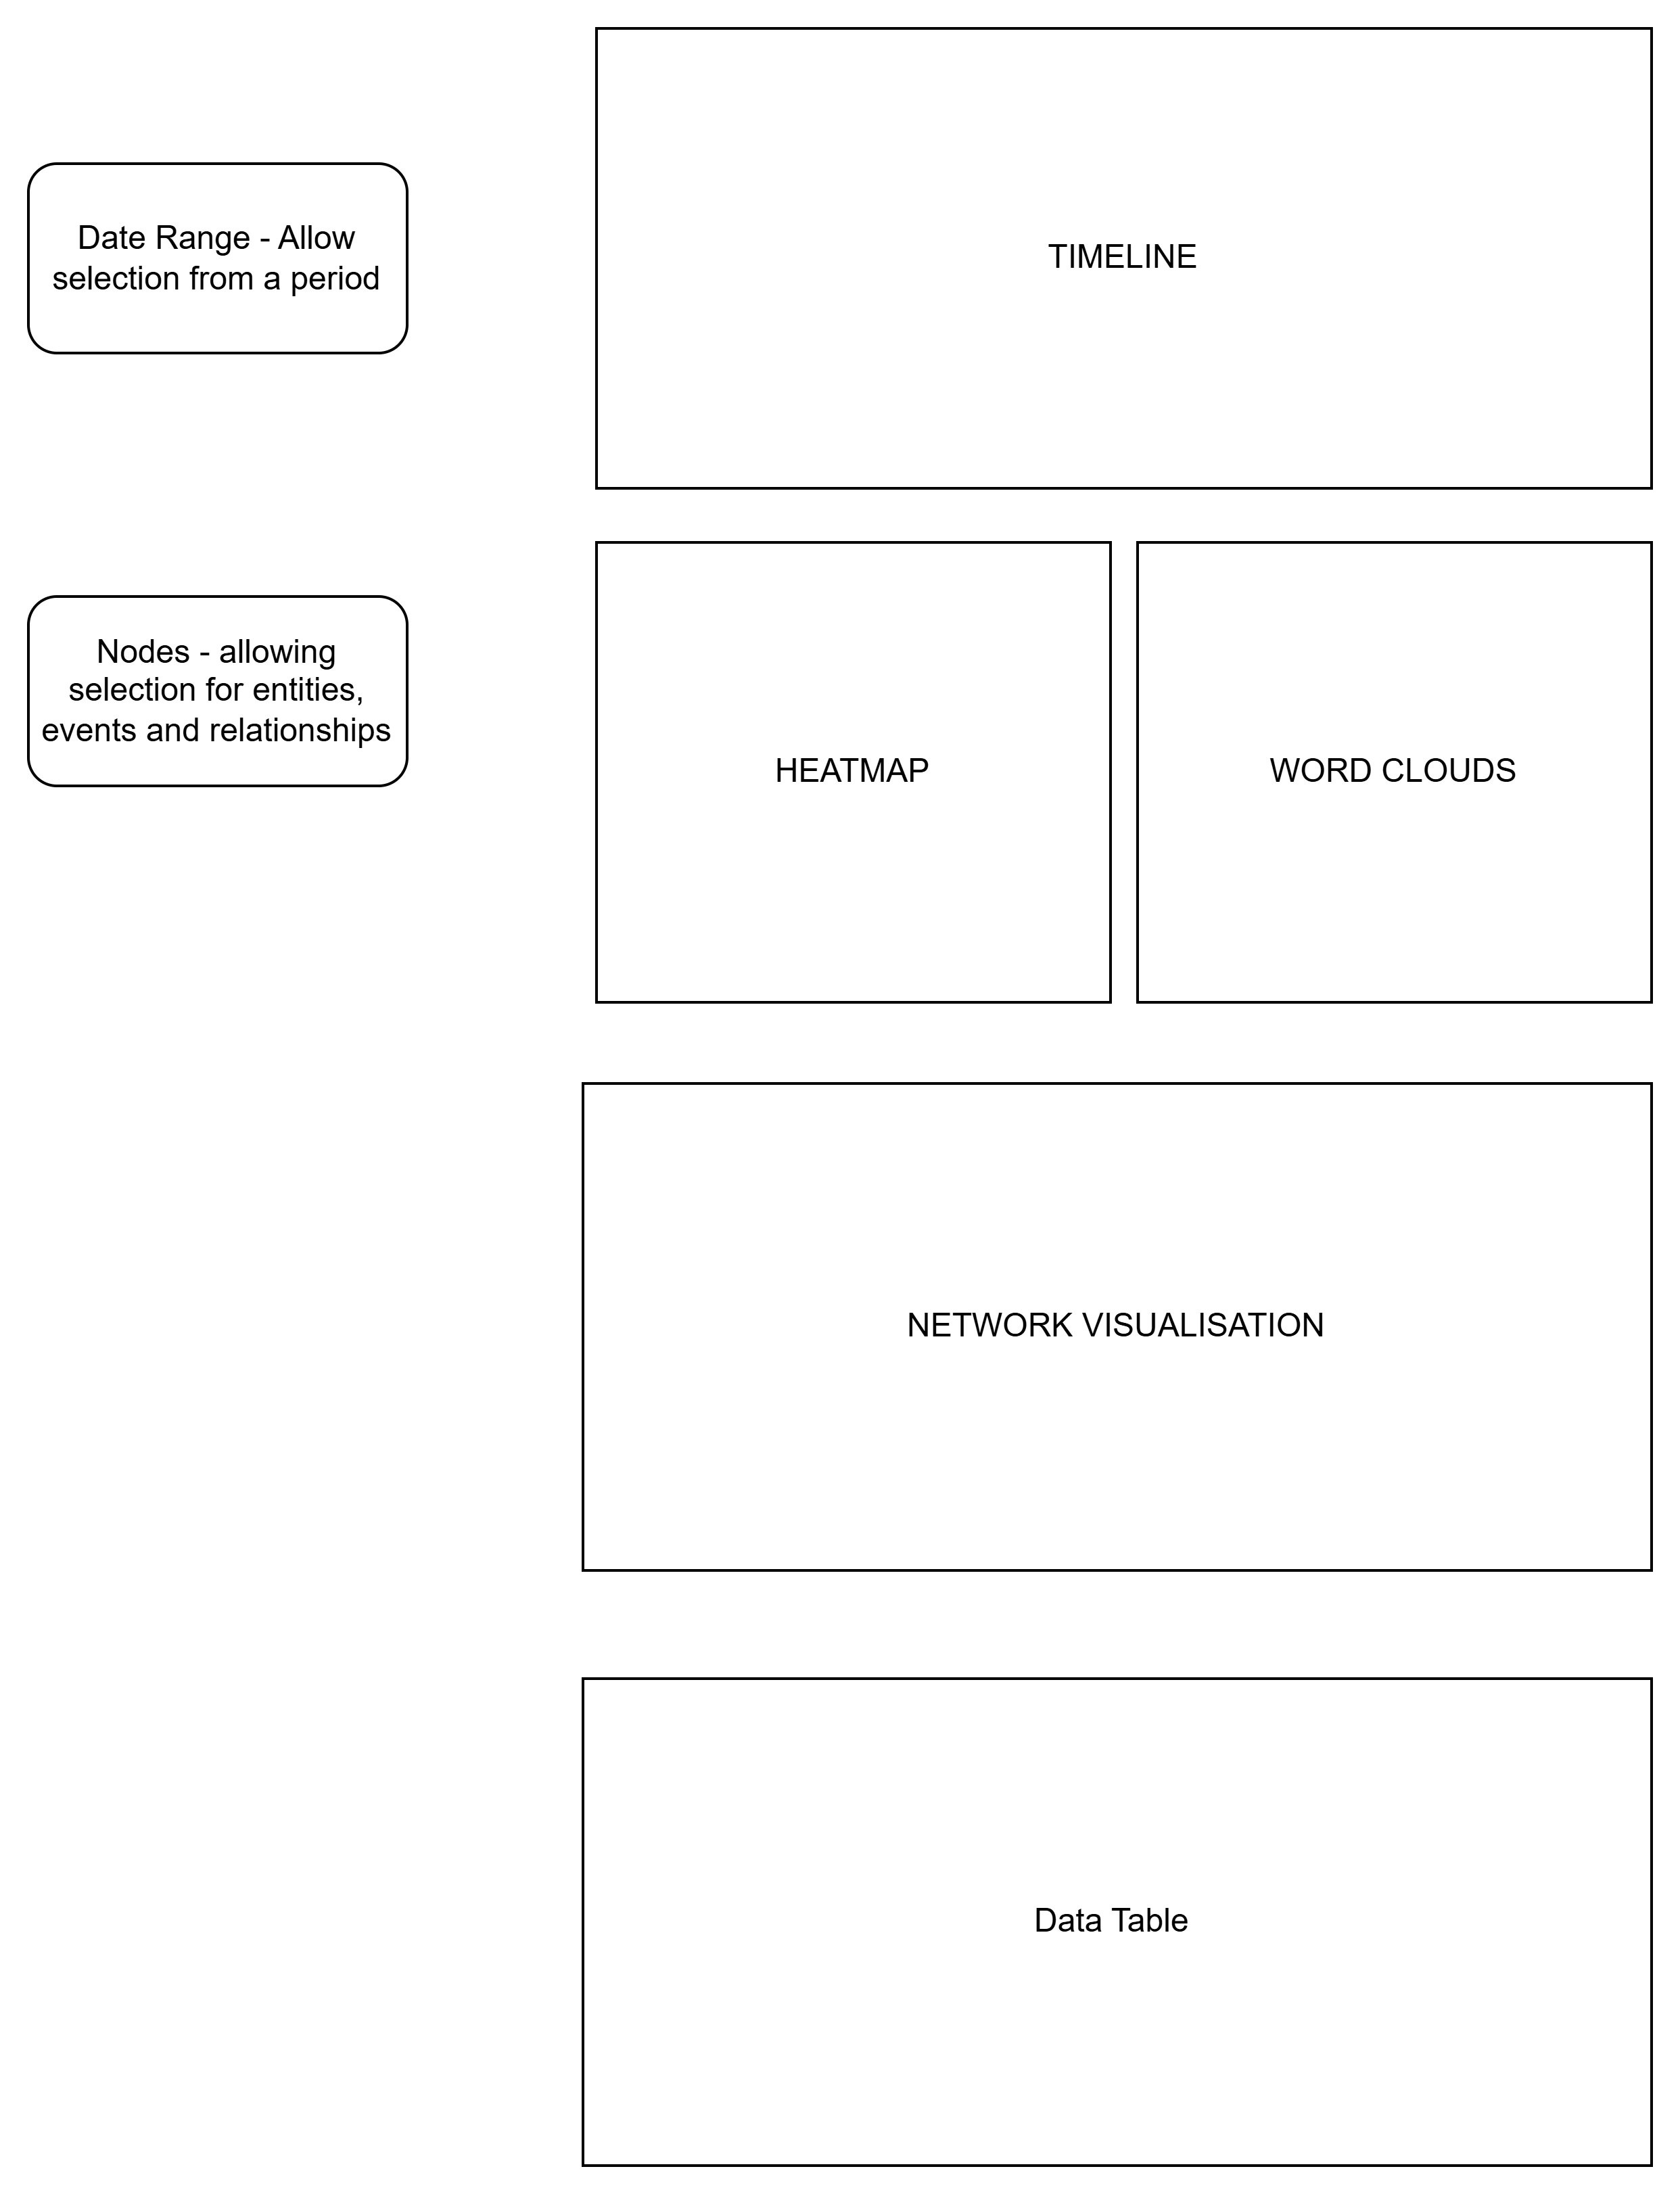 Date Range - Allow
selection from a period
TIMELINE
Nodes - allowing
selection for entities,
events and relationships
HEATMAP
WORD CLOUDS
NETWORK VISUALISATION
Data Table